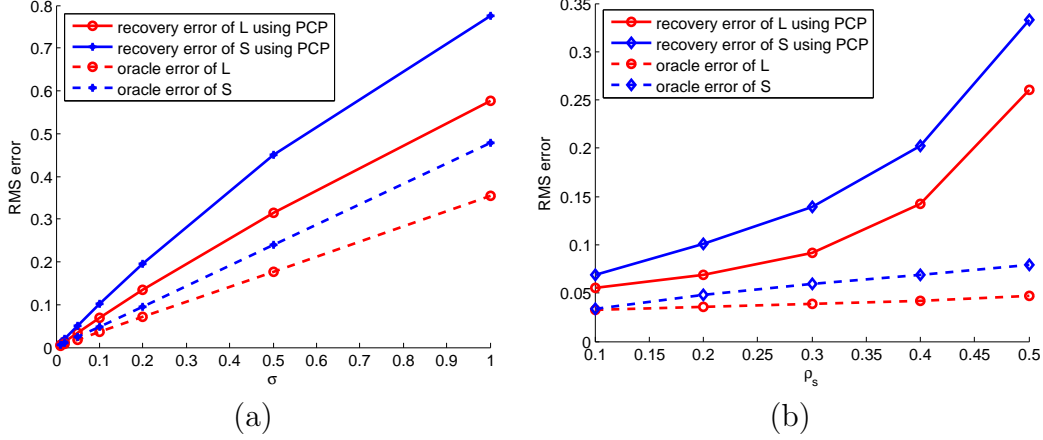 0.8
0.7
0.6
0.5
0.4
0.3
0.2
0.1
0
RMS error
recovery error of L using PCP
recovery error of S using PCP
oracle error of L
oracle error of S
0 0.1 0.2 0.3 0.4 0.5 0.6 0.7 0.8 0.9 1
σ
(a)
0.35
0.3
0.25
0.2
0.15
0.1
0.05
0
RMS error
recovery error of L using PCP
recovery error of S using PCP
oracle error of L
oracle error of S
0.1 0.15 0.2 0.25 0.3 0.35 0.4 0.45 0.5
ρs
(b)